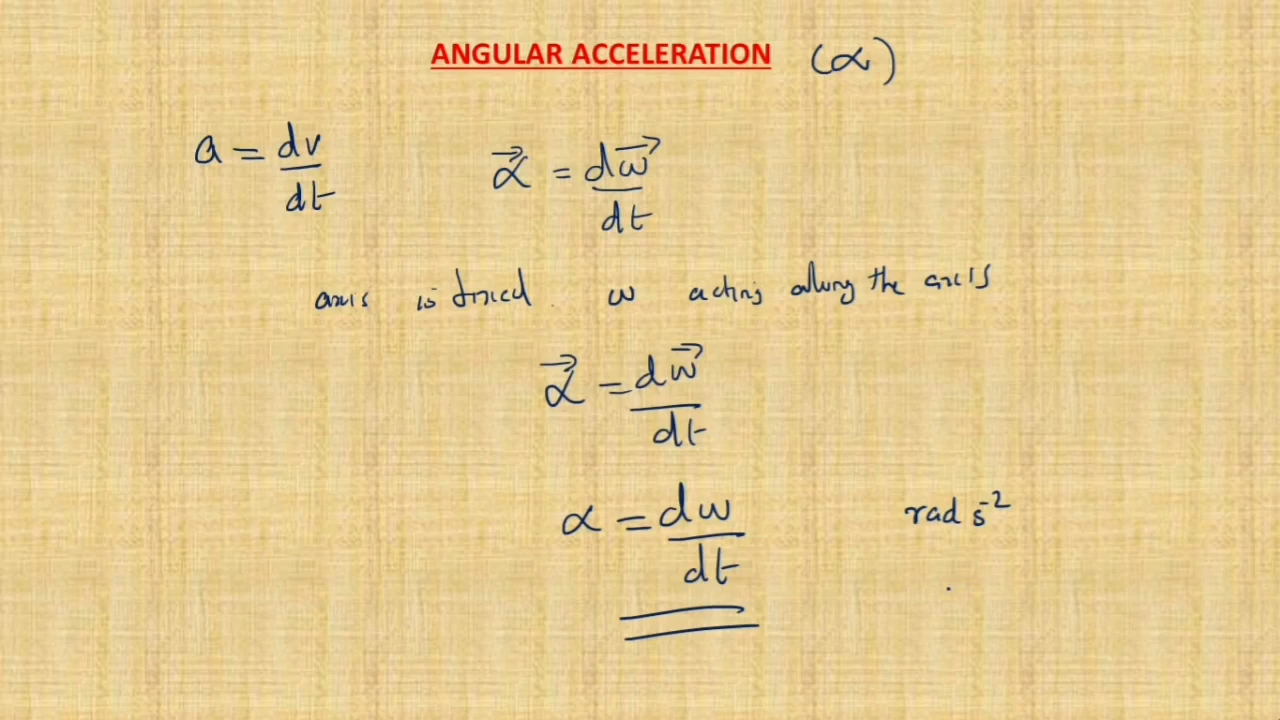 ANGULAR ACCELERATION (α)
a = dv/dt
α⃗ = dω⃗/dt
axis is fixed. ω acting along the axis
α⃗ = dω⃗/dt
α = dω/dt
rad s⁻²